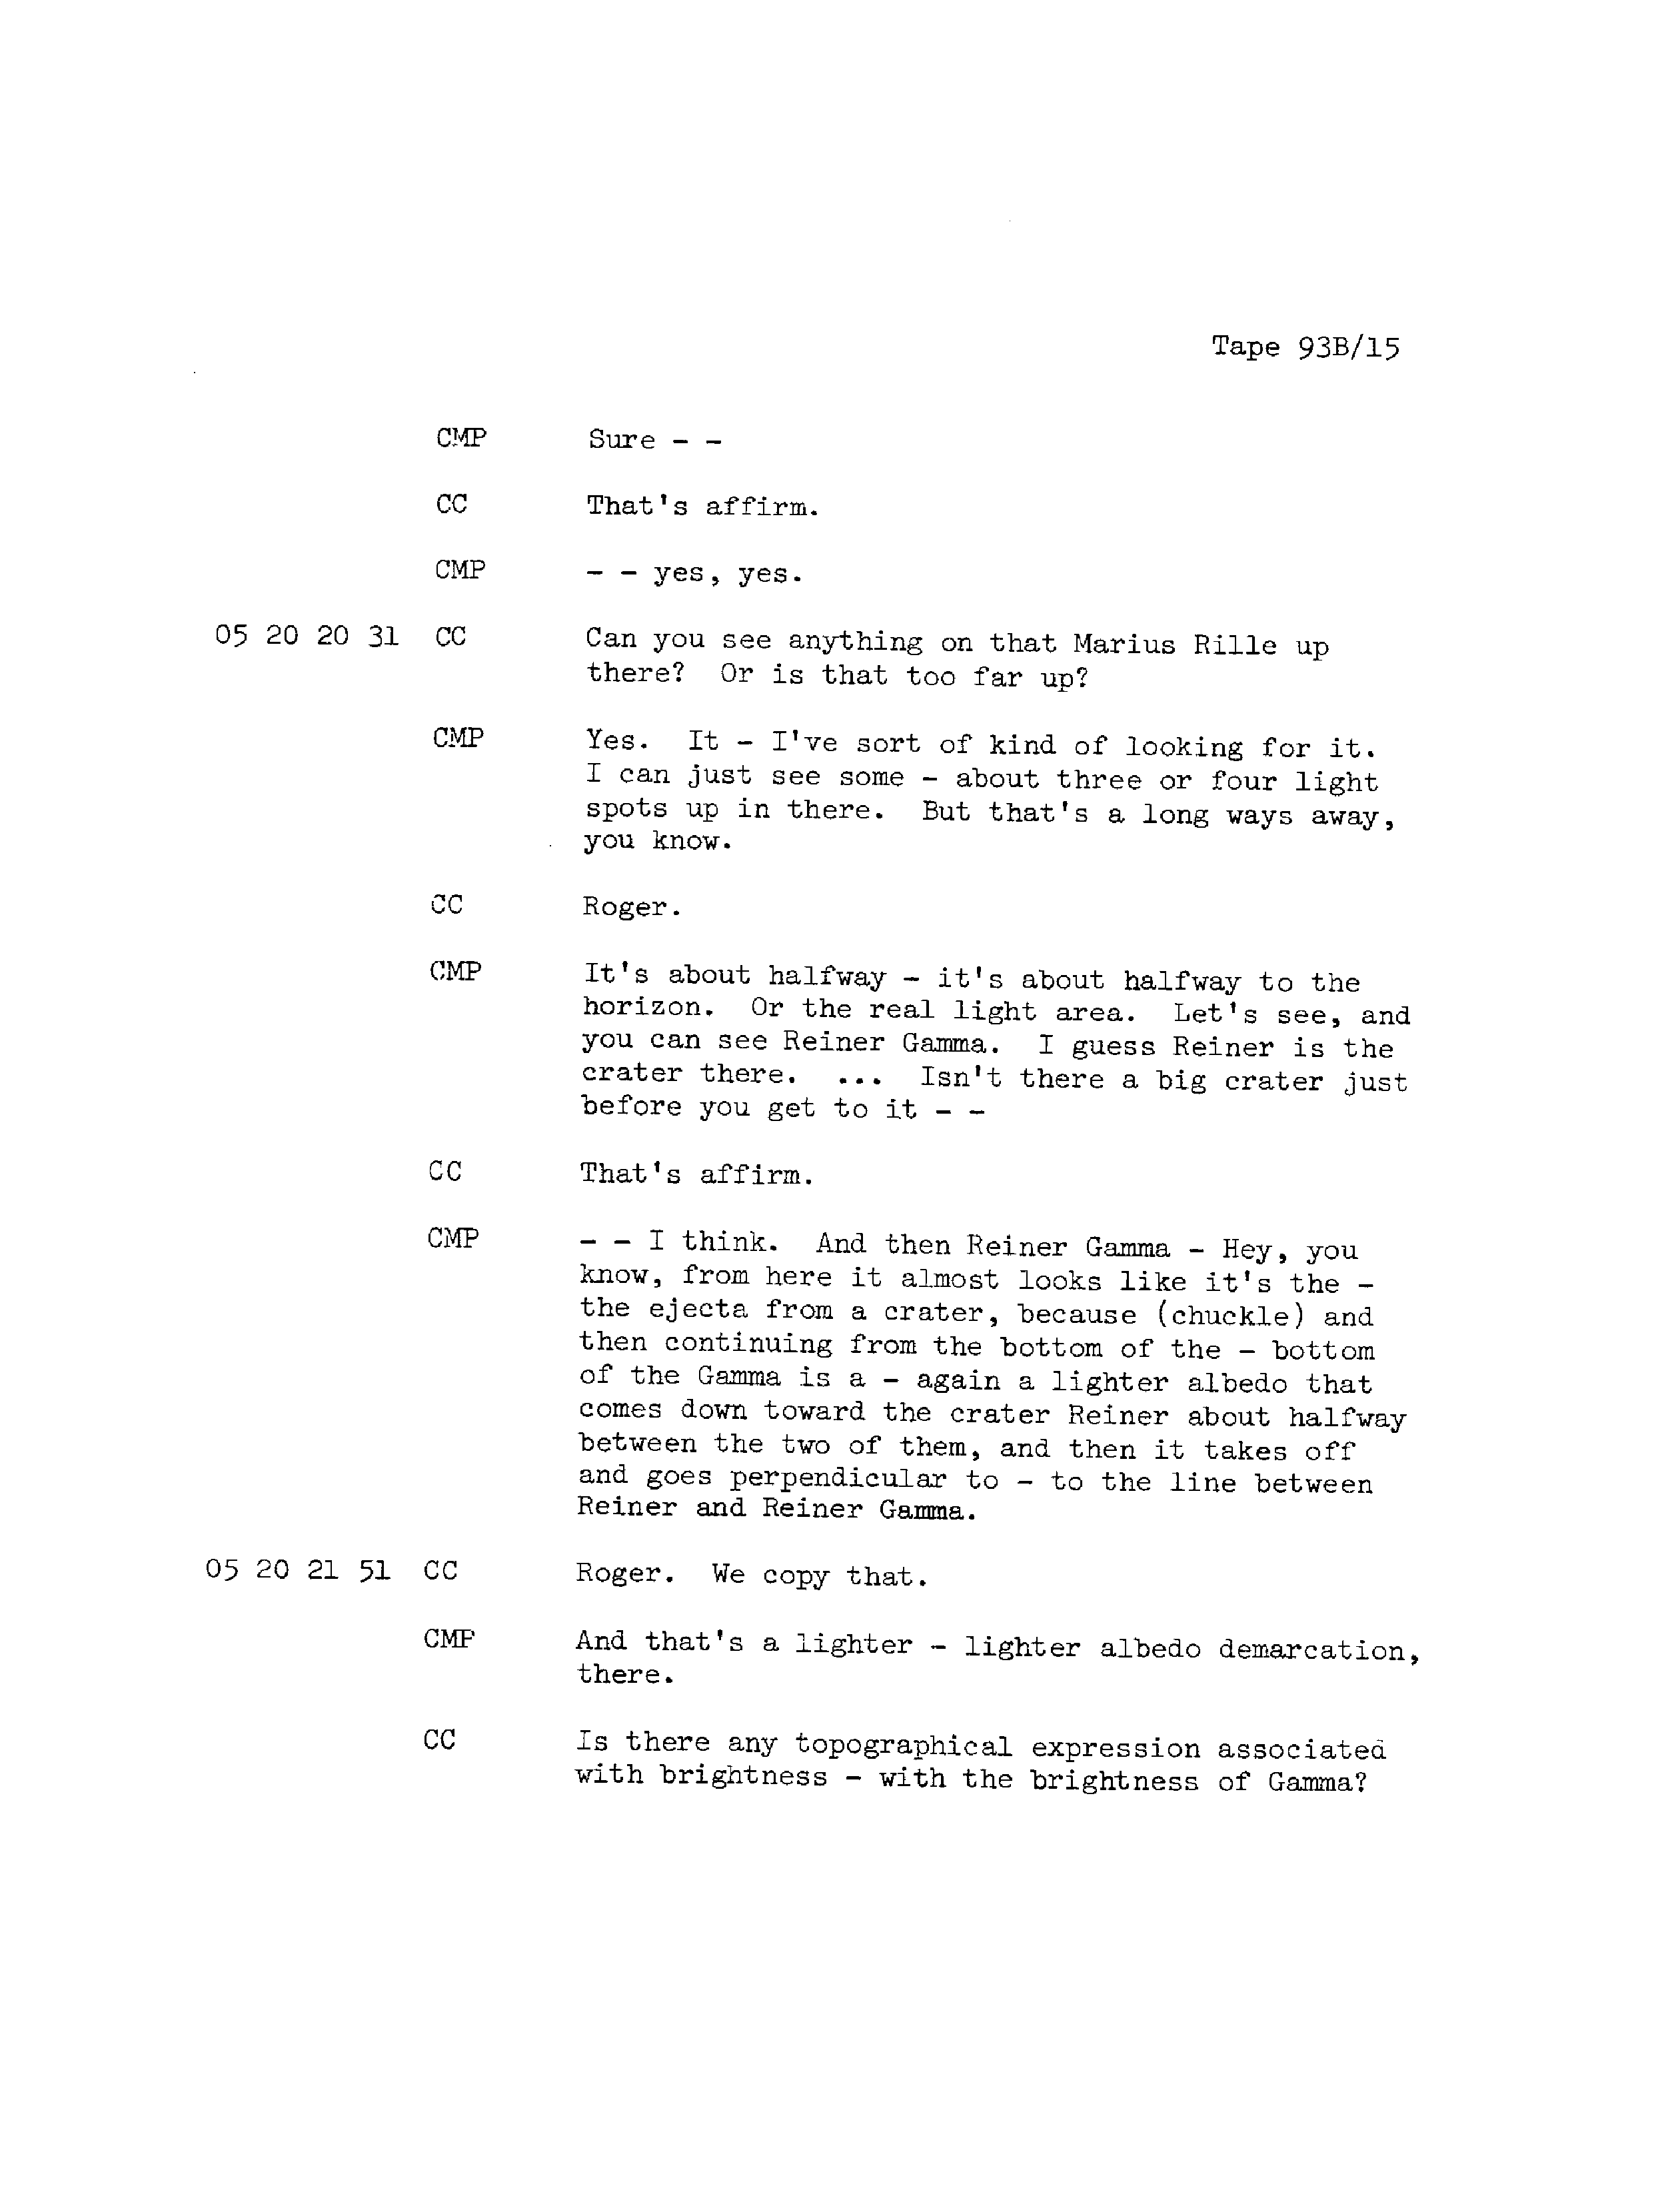 Tape 93B/15
CMP Sure - -
CC That's affirm.
CMP - - yes, yes.
05 20 20 31 CC Can you see anything on that Marius Rille up
there? Or is that too far up?
CMP Yes. It - I've sort of kind of looking for it.
I can just see some - about three or four light
spots up in there. But that's a long ways away,
you know.
CC Roger.
CMP It's about halfway - it's about halfway to the
horizon. Or the real light area. Let's see, and
you can see Reiner Gamma. I guess Reiner is the
crater there. ... Isn't there a big crater just
before you get to it - -
CC That's affirm.
CMP - - I think. And then Reiner Gamma - Hey, you
know, from here it almost looks like it's the -
the ejecta from a crater, because (chuckle) and
then continuing from the bottom of the - bottom
of the Gamma is a - again a lighter albedo that
comes down toward the crater Reiner about halfway
between the two of them, and then it takes off
and goes perpendicular to - to the line between
Reiner and Reiner Gamma.
05 20 21 51 CC Roger. We copy that.
CMP And that's a lighter - lighter albedo demarcation,
there.
CC Is there any topographical expression associated
with brightness - with the brightness of Gamma?